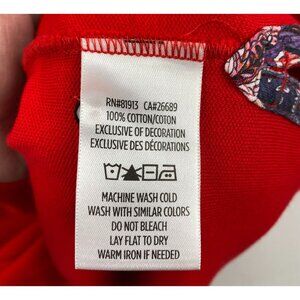 RN#81913 CA#26689
100% COTTON/COTON
EXCLUSIVE OF DECORATION
EXCLUSIVE DES DÉCORATIONS
MACHINE WASH COLD
WASH WITH SIMILAR COLORS
DO NOT BLEACH
LAY FLAT TO DRY
WARM IRON IF NEEDED